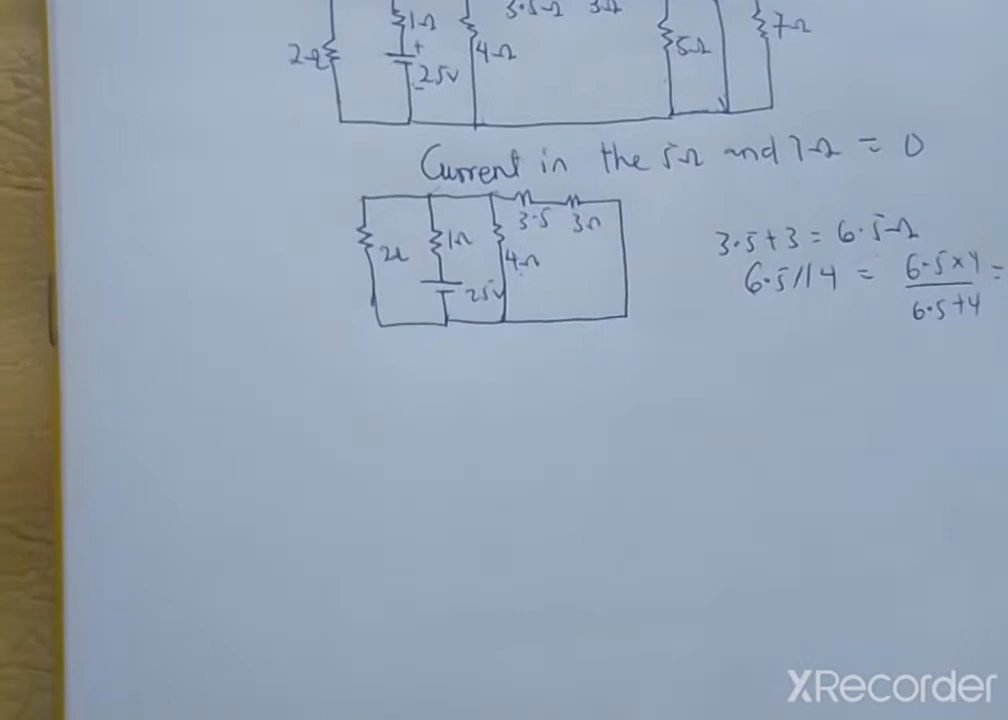 1Ω
3.5Ω 3Ω
7Ω
2Ω
+
4Ω
5Ω
- 25V
Current in the 5Ω and 7Ω = 0
3.5 3Ω
2Ω 1Ω 4Ω
25V
3.5+3 = 6.5Ω
6.5//4 = 6.5×4 =
6.5+4
XRecorder